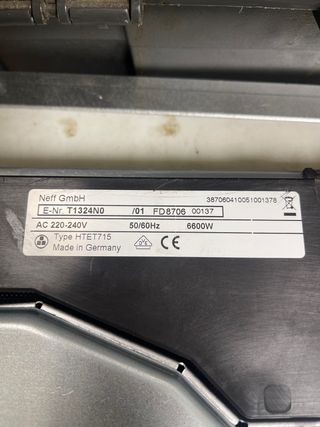 Neff GmbH 387060410051001378
E-Nr. T1324N0 /01 FD8706 00137
AC 220-240V 50/60Hz 6600W
Type HTET715
Made in Germany